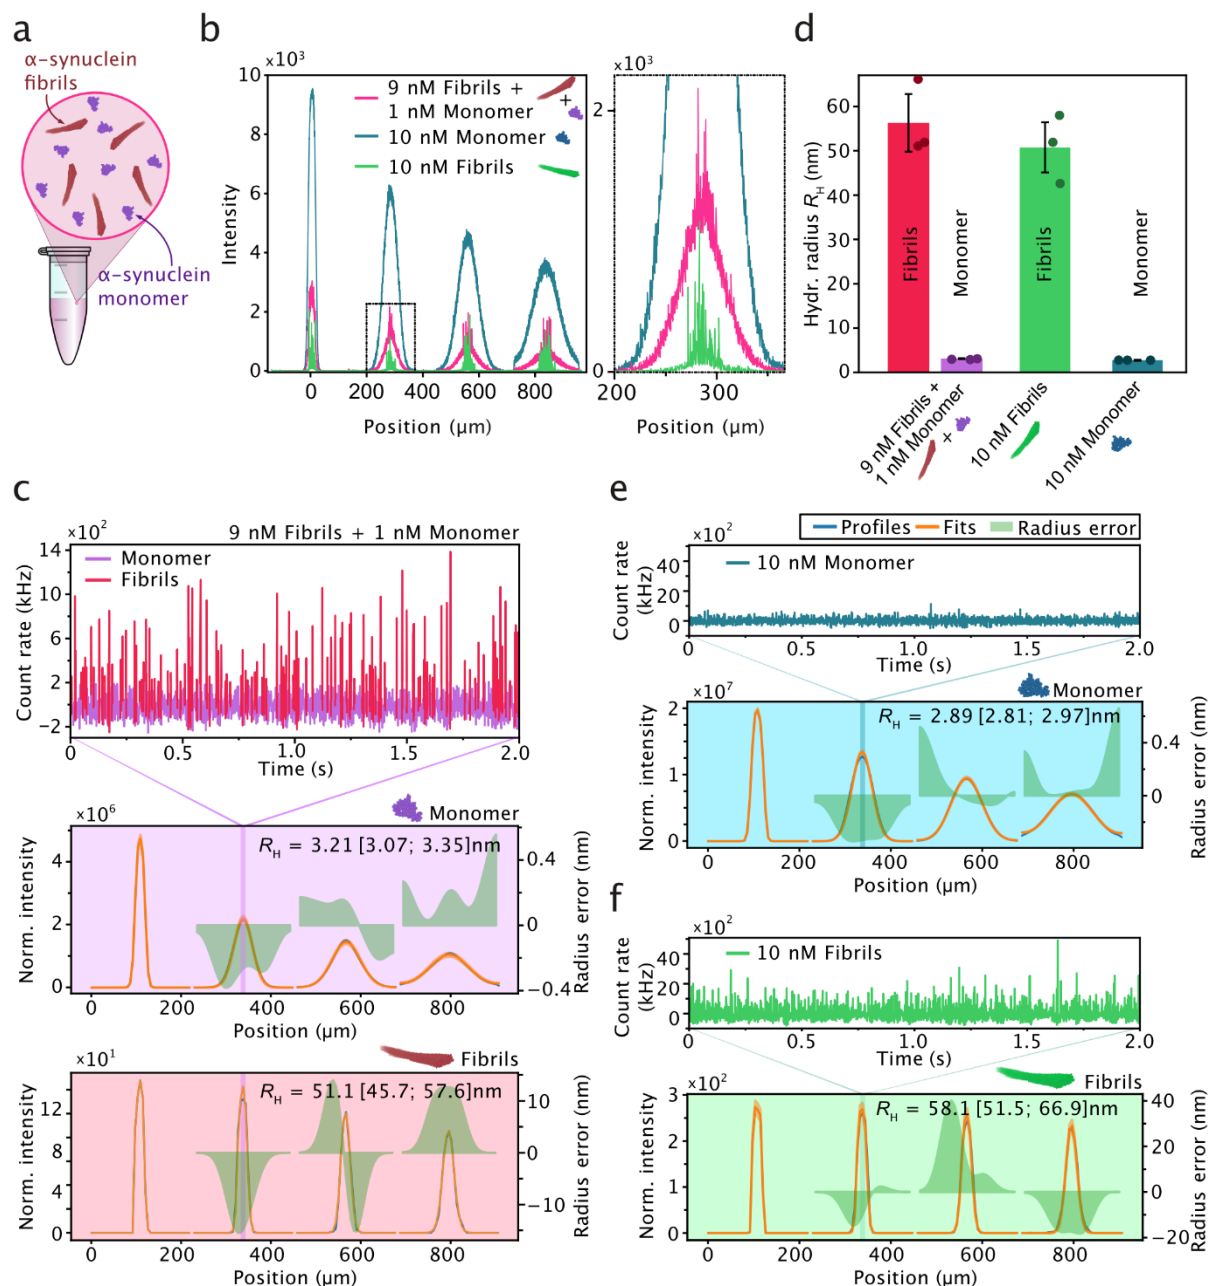 a
α-synuclein
fibrils
α-synuclein
monomer
b
×10³
10
8
6
4
2
0
Intensity
9 nM Fibrils +
1 nM Monomer
+
10 nM Monomer
10 nM Fibrils
0 200 400 600 800
Position (µm)
×10³
2
0
200 300
Position (µm)
d
60
50
40
30
20
10
0
Hydr. radius R_H (nm)
Fibrils
Monomer
Fibrils
Monomer
9 nM Fibrils +
1 nM Monomer
+
10 nM Fibrils
10 nM Monomer
c
×10²
9 nM Fibrils + 1 nM Monomer
14
10
6
2
−2
Count rate (kHz)
Monomer
Fibrils
0 0.5 1.0 1.5 2.0
Time (s)
×10⁶
Monomer
R_H = 3.21 [3.07; 3.35]nm
4
2
0
Norm. intensity
0.4
0
−0.4
Radius error (nm)
0 200 400 600 800
Position (µm)
×10¹
Fibrils
R_H = 51.1 [45.7; 57.6]nm
12
8
4
0
Norm. intensity
10
0
−10
Radius error (nm)
0 200 400 600 800
Position (µm)
e
Profiles Fits Radius error
×10²
10 nM Monomer
40
20
0
Count rate
(kHz)
0 0.5 1.0 1.5 2.0
Time (s)
×10⁷
Monomer
R_H = 2.89 [2.81; 2.97]nm
2
1
0
Norm. intensity
0.4
0
Radius error (nm)
0 200 400 600 800
Position (µm)
f
×10²
10 nM Fibrils
40
20
0
Count rate
(kHz)
0 0.5 1.0 1.5 2.0
Time (s)
×10²
Fibrils
R_H = 58.1 [51.5; 66.9]nm
3
2
1
0
Norm. intensity
40
20
0
−20
Radius error (nm)
0 200 400 600 800
Position (µm)